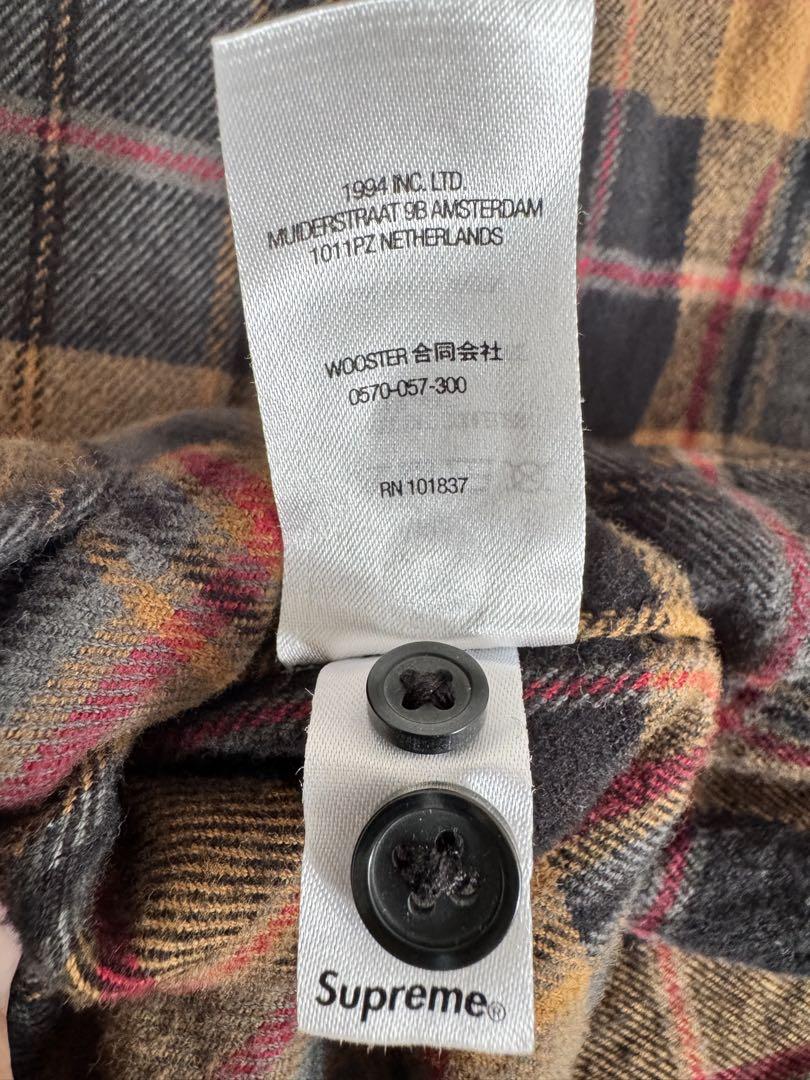 1994 INC. LTD.
MUIDERSTRAAT 9B AMSTERDAM
1011PZ NETHERLANDS
WOOSTER 合同会社
0570-057-300
RN 101837
Supreme®